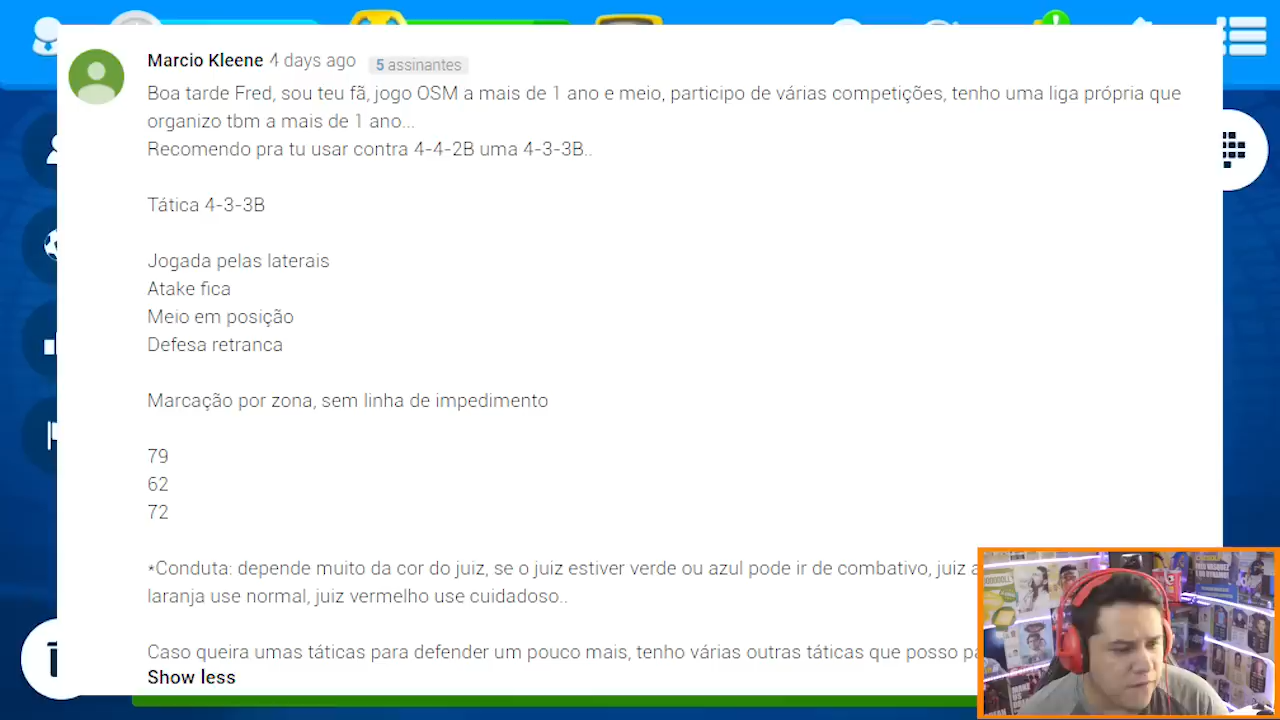 Marcio Kleene 4 days ago 5 assinantes
Boa tarde Fred, sou teu fã, jogo OSM a mais de 1 ano e meio, participo de várias competições, tenho uma liga própria que
organizo tbm a mais de 1 ano...
Recomendo pra tu usar contra 4-4-2B uma 4-3-3B..
Tática 4-3-3B
Jogada pelas laterais
Atake fica
Meio em posição
Defesa retranca
Marcação por zona, sem linha de impedimento
79
62
72
*Conduta: depende muito da cor do juiz, se o juiz estiver verde ou azul pode ir de combativo, juiz
laranja use normal, juiz vermelho use cuidadoso..
Caso queira umas táticas para defender um pouco mais, tenho várias outras táticas que posso
Show less